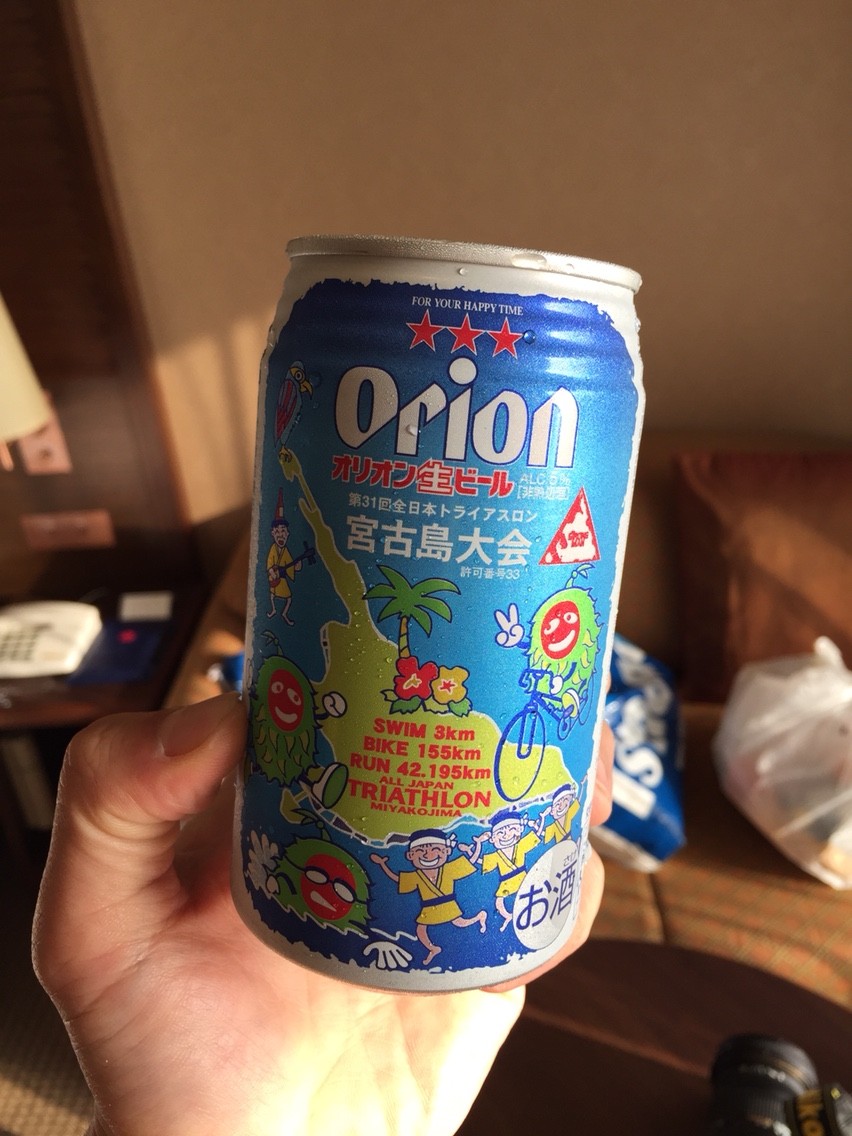 FOR YOUR HAPPY TIME
Orion
オリオン生ビール
ALC.5%
[非熱処理]
第31回全日本トライアスロン
宮古島大会
許可番号33
SWIM 3km
BIKE 155km
RUN 42.195km
ALL JAPAN
TRIATHLON
MIYAKOJIMA
さけ
お酒